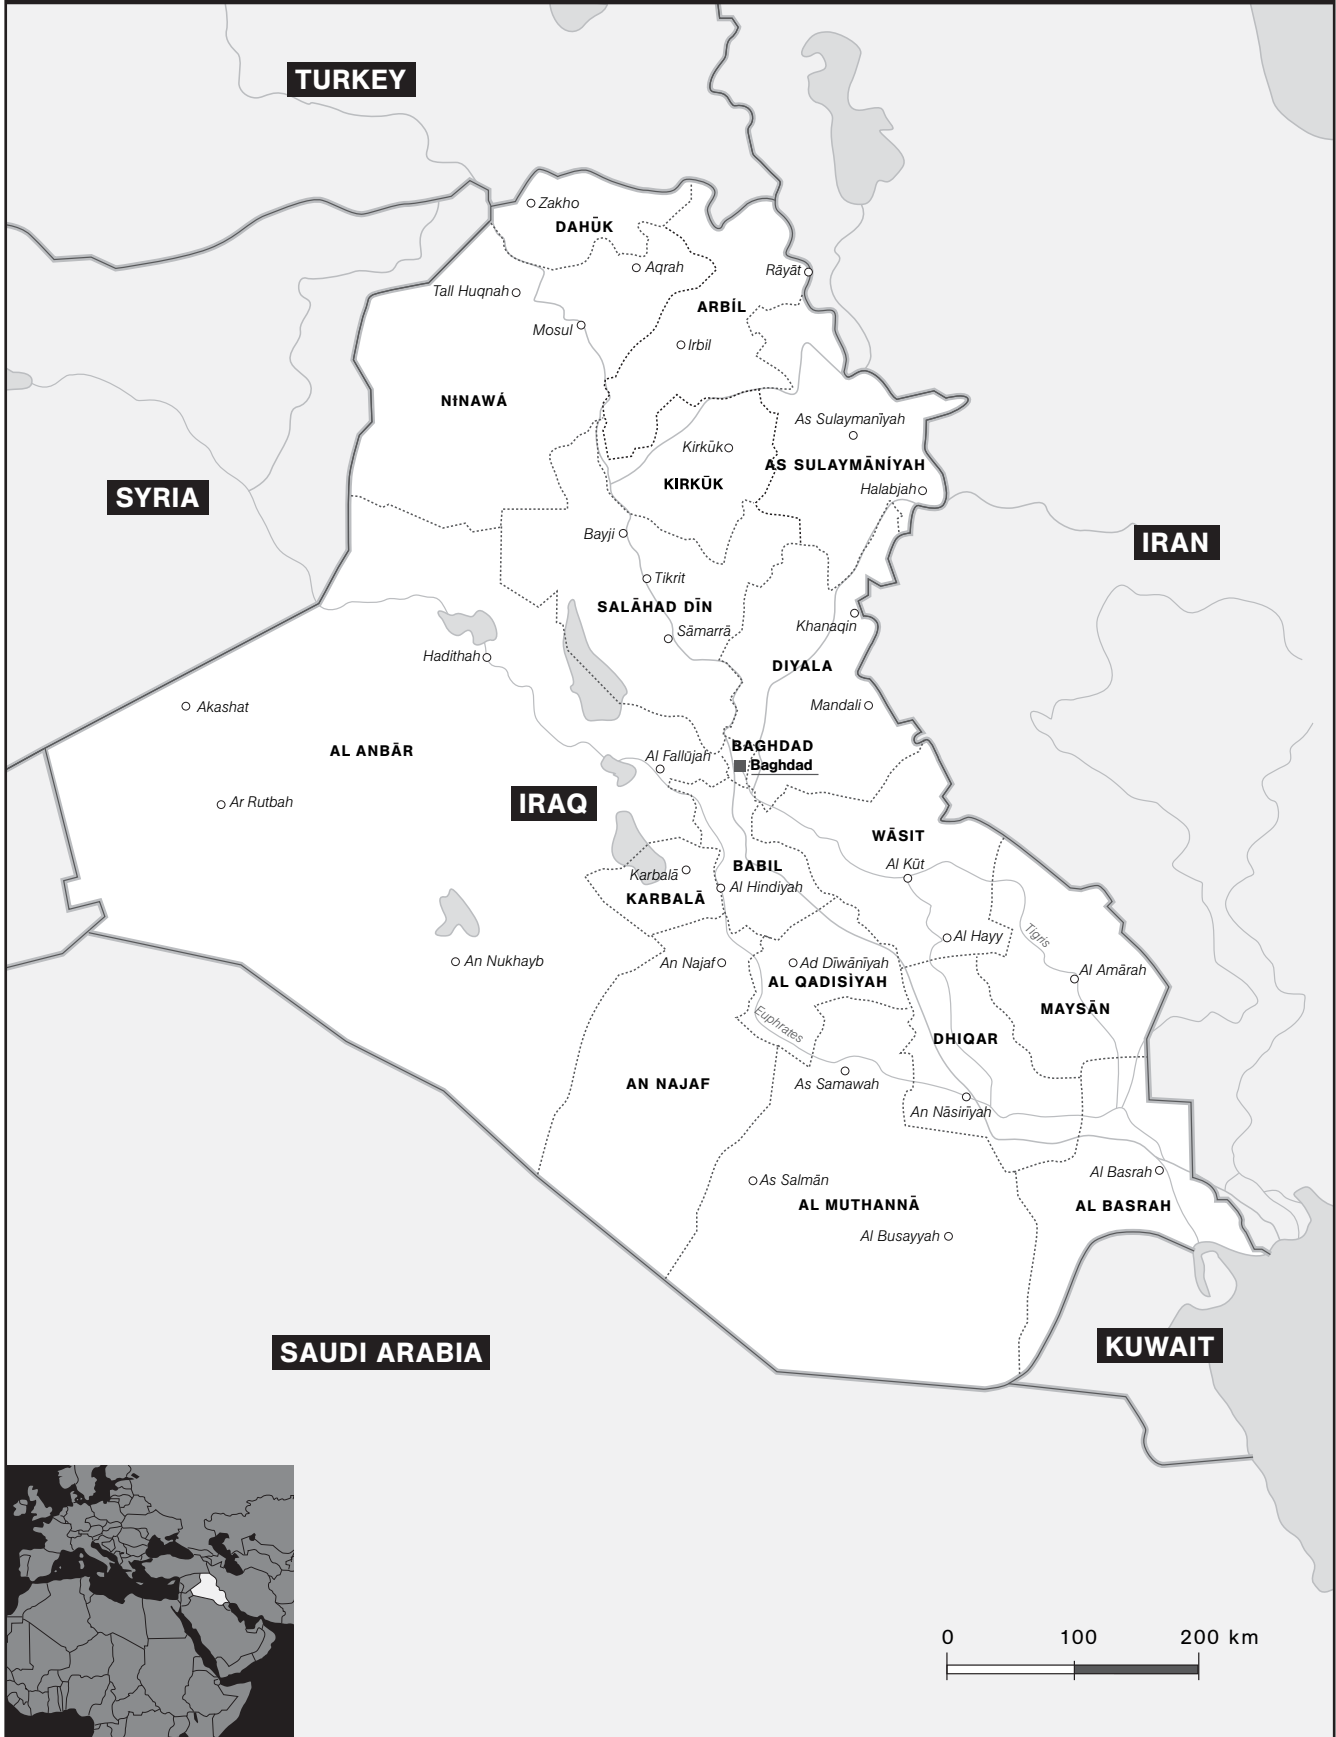 TURKEY
Zakho
DAHŪK
Aqrah
Rāyāt
Tall Huqnah
ARBÍL
Mosul
Irbil
NINAWÁ
As Sulaymanīyah
Kirkūk
AS SULAYMĀNÍYAH
KIRKŪK
Halabjah
SYRIA
IRAN
Bayji
Tikrit
SALĀHAD DĪN
Sāmarrā
Khanaqin
Hadithah
DIYALA
Akashat
Mandali
AL ANBĀR
BAGHDAD
Al Fallūjah
Baghdad
Ar Rutbah
IRAQ
WĀSIT
BABIL
Al Kūt
Karbalā
Al Hindiyah
KARBALĀ
Tigris
Al Hayy
An Nukhayb
An Najaf
Ad Dīwānīyah
Al Amārah
AL QADISİYAH
MAYSĀN
Euphrates
DHIQAR
AN NAJAF
As Samawah
An Nāsirīyah
Al Basrah
As Salmān
AL MUTHANNĀ
AL BASRAH
Al Busayyah
SAUDI ARABIA
KUWAIT
0 100 200 km